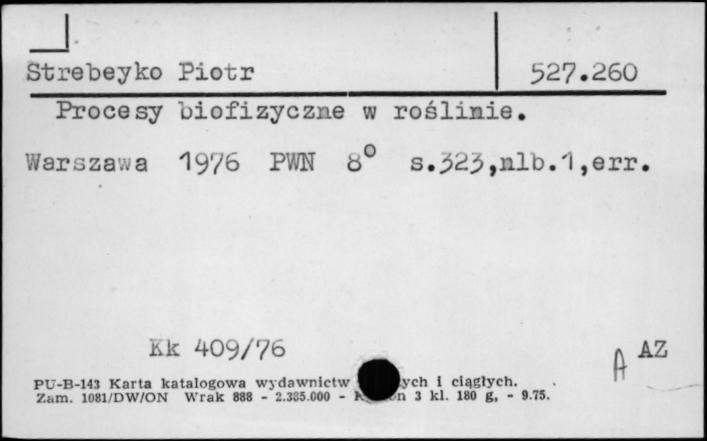 Strebeyko Piotr 527.260
Procesy biofizyczne w roślinie.
Warszawa 1976 PWN 8° s.323,nlb.1,err.
Kk 409/76
A AZ
PU-B-143 Karta katalogowa wydawnictw ych i ciągłych.
Zam. 1081/DW/ON Wrak 888 - 2.385.000 - n 3 kl. 180 g, - 9.75.